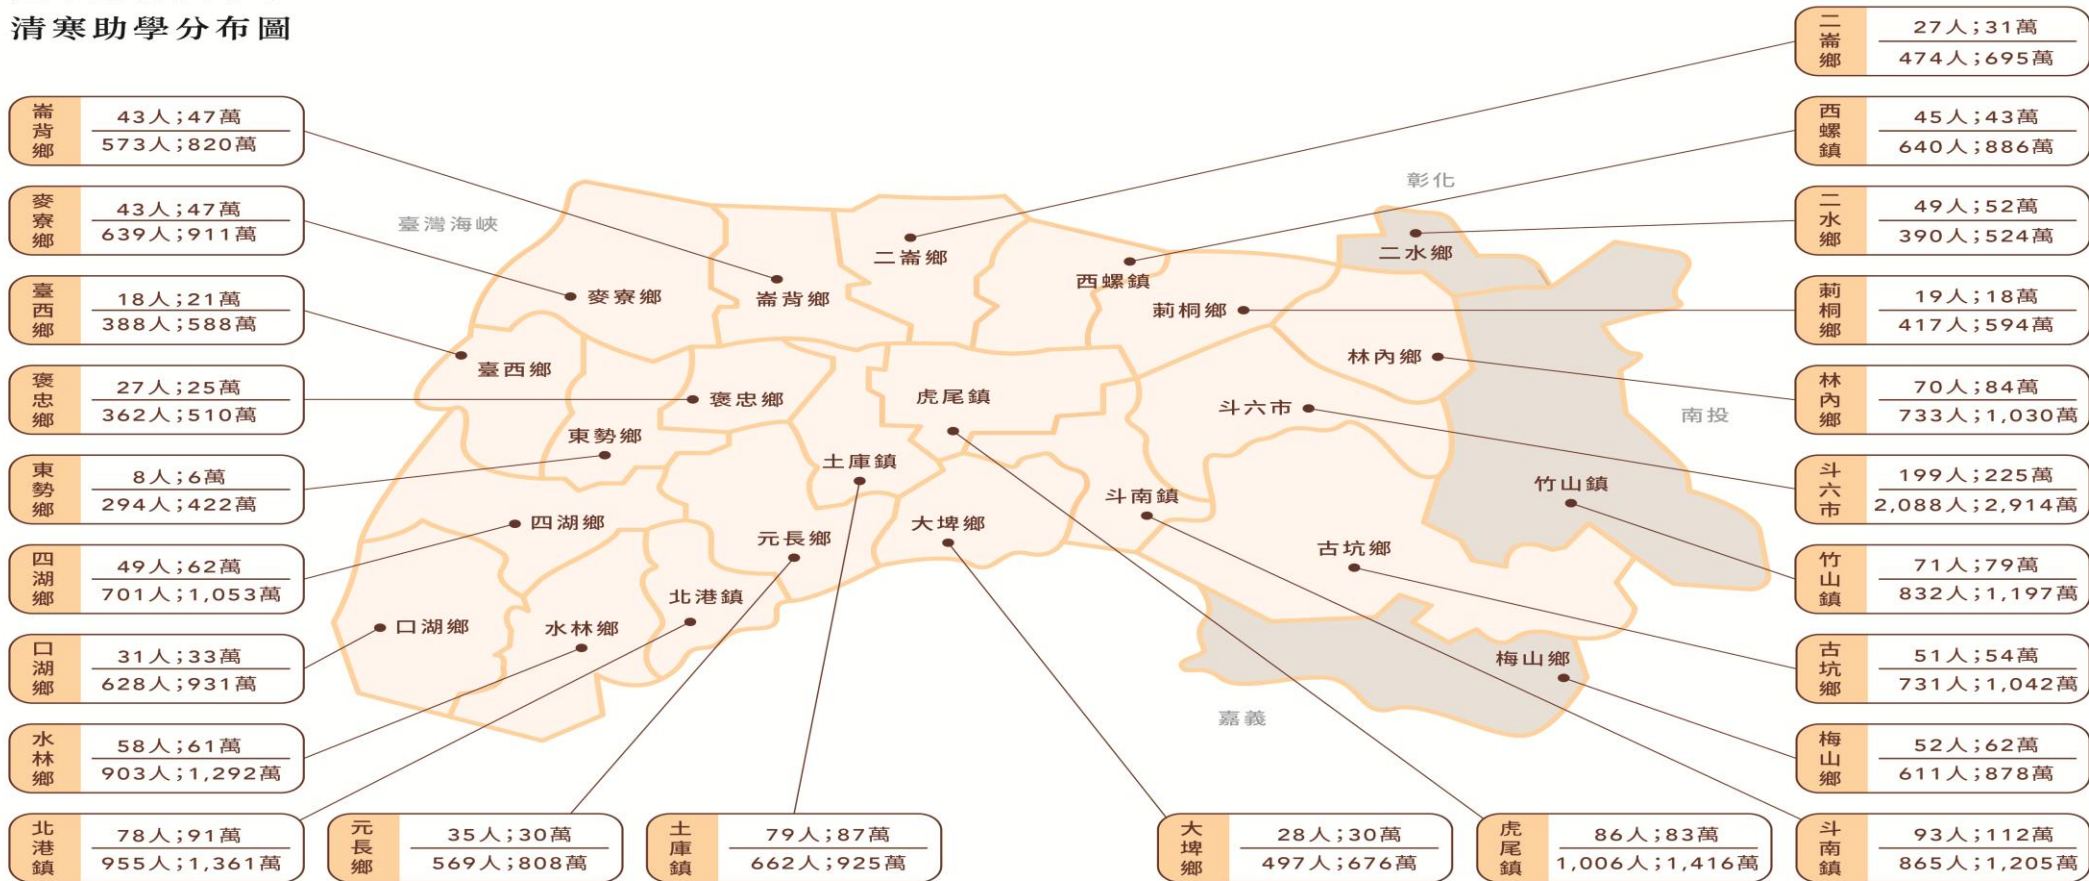 清寒助學分布圖
崙背鄉
43人;47萬
573人;820萬
麥寮鄉
43人;47萬
639人;911萬
臺西鄉
18人;21萬
388人;588萬
褒忠鄉
27人;25萬
362人;510萬
東勢鄉
8人;6萬
294人;422萬
四湖鄉
49人;62萬
701人;1,053萬
口湖鄉
31人;33萬
628人;931萬
水林鄉
58人;61萬
903人;1,292萬
北港鎮
78人;91萬
955人;1,361萬
元長鄉
35人;30萬
569人;808萬
土庫鎮
79人;87萬
662人;925萬
大埤鄉
28人;30萬
497人;676萬
虎尾鎮
86人;83萬
1,006人;1,416萬
斗南鎮
93人;112萬
865人;1,205萬
二崙鄉
27人;31萬
474人;695萬
西螺鎮
45人;43萬
640人;886萬
二水鄉
49人;52萬
390人;524萬
莿桐鄉
19人;18萬
417人;594萬
林內鄉
70人;84萬
733人;1,030萬
斗六市
199人;225萬
2,088人;2,914萬
竹山鎮
71人;79萬
832人;1,197萬
古坑鄉
51人;54萬
731人;1,042萬
梅山鄉
52人;62萬
611人;878萬
彰化
臺灣海峽
二崙鄉
二水鄉
西螺鎮
麥寮鄉
崙背鄉
莿桐鄉
林內鄉
臺西鄉
褒忠鄉
虎尾鎮
斗六市
南投
東勢鄉
土庫鎮
竹山鎮
斗南鎮
四湖鄉
大埤鄉
元長鄉
古坑鄉
北港鎮
口湖鄉
水林鄉
梅山鄉
嘉義